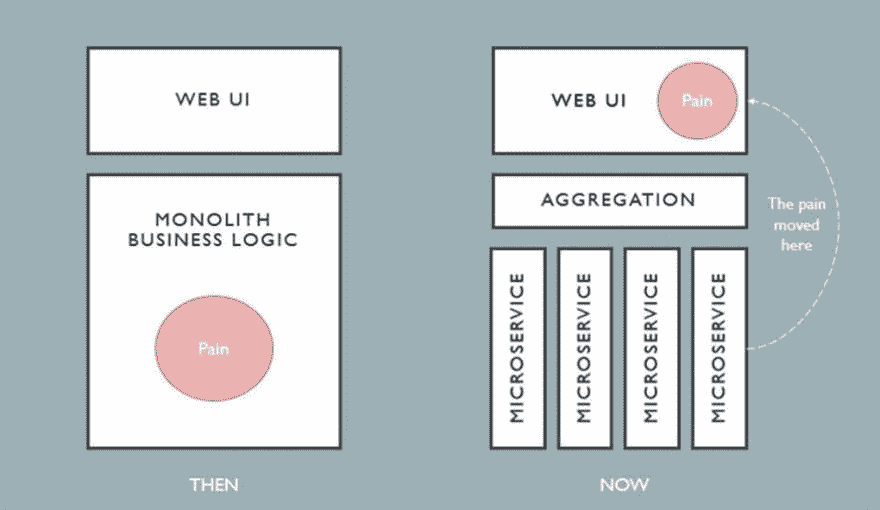 WEB UI
MONOLITH
BUSINESS LOGIC
Pain
THEN
WEB UI
Pain
AGGREGATION
The pain
moved
here
MICROSERVICE
MICROSERVICE
MICROSERVICE
MICROSERVICE
NOW